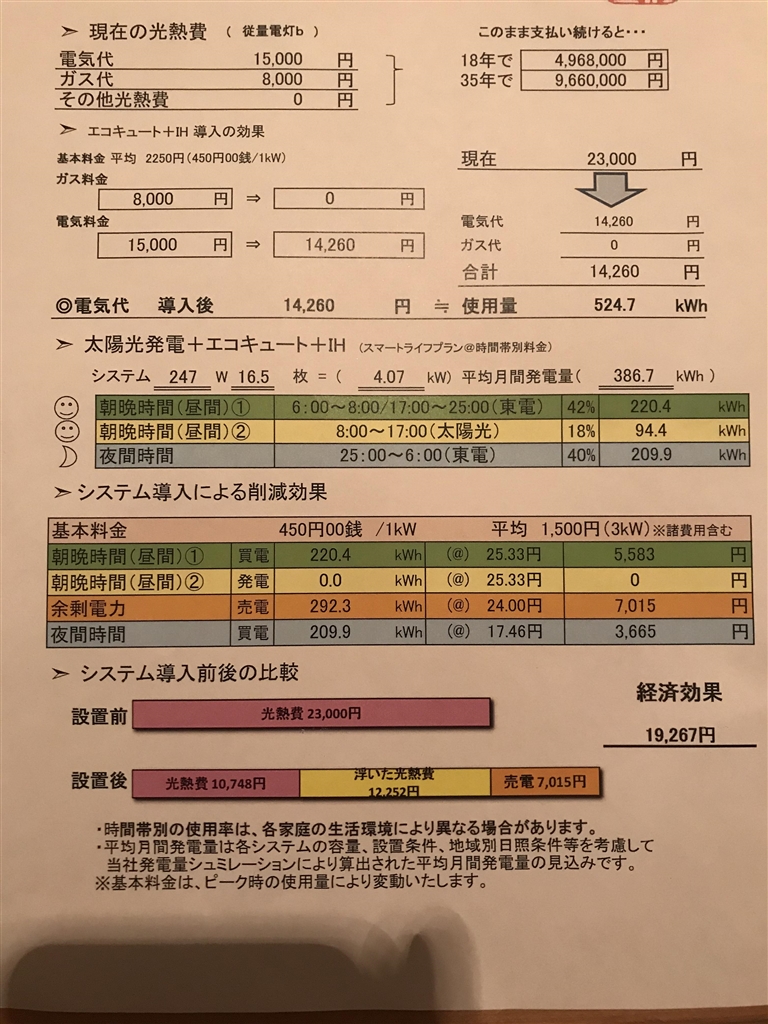 ➢ 現在の光熱費 （ 従量電灯b ）
このまま支払い続けると・・・
電気代 15,000 円
ガス代 8,000 円
その他光熱費 0 円
18年で 4,968,000 円
35年で 9,660,000 円
➢ エコキュート＋IH 導入の効果
基本料金 平均 2250円（450円00銭/1kW）
ガス料金
8,000 円 ⇒ 0 円
電気料金
15,000 円 ⇒ 14,260 円
現在 23,000 円
電気代 14,260 円
ガス代 0 円
合計 14,260 円
◎電気代 導入後 14,260 円 ≒ 使用量 524.7 kWh
➢ 太陽光発電＋エコキュート＋IH （スマートライフプラン＠時間帯別料金）
システム 247 W 16.5 枚 =（ 4.07 kW） 平均月間発電量（ 386.7 kWh ）
朝晩時間（昼間）① 6:00～8:00/17:00～25:00（東電） 42% 220.4 kWh
朝晩時間（昼間）② 8:00～17:00（太陽光） 18% 94.4 kWh
夜間時間 25:00～6:00（東電） 40% 209.9 kWh
➢ システム導入による削減効果
基本料金 450円00銭 /1kW 平均 1,500円（3kW）※諸費用含む
朝晩時間（昼間）① 買電 220.4 kWh （@） 25.33円 5,583 円
朝晩時間（昼間）② 発電 0.0 kWh （@） 25.33円 0 円
余剰電力 売電 292.3 kWh （@） 24.00円 7,015 円
夜間時間 買電 209.9 kWh （@） 17.46円 3,665 円
➢ システム導入前後の比較
設置前 光熱費 23,000円
経済効果
19,267円
設置後 光熱費 10,748円 浮いた光熱費 12,252円 売電 7,015円
・時間帯別の使用率は、各家庭の生活環境により異なる場合があります。
・平均月間発電量は各システムの容量、設置条件、地域別日照条件等を考慮して
当社発電量シュミレーションにより算出された平均月間発電量の見込みです。
※基本料金は、ピーク時の使用量により変動いたします。